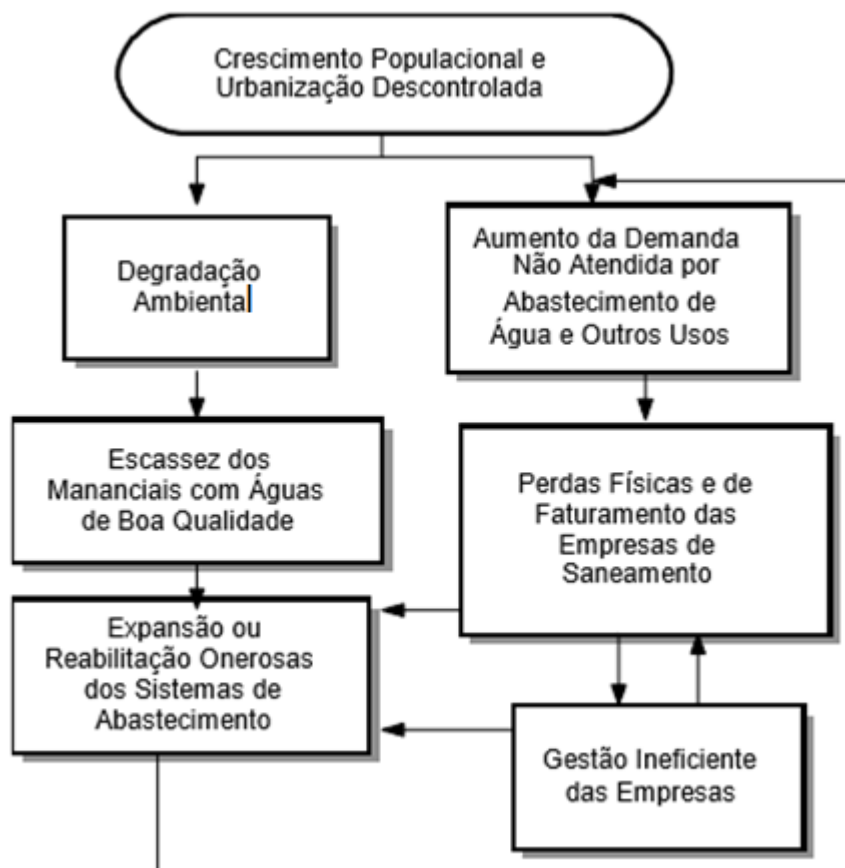 Crescimento Populacional e
Urbanização Descontrolada
Degradação
Ambiental
Aumento da Demanda
Não Atendida por
Abastecimento de
Água e Outros Usos
Escassez dos
Mananciais com Águas
de Boa Qualidade
Perdas Físicas e de
Faturamento das
Empresas de
Saneamento
Expansão ou
Reabilitação Onerosas
dos Sistemas de
Abastecimento
Gestão Ineficiente
das Empresas